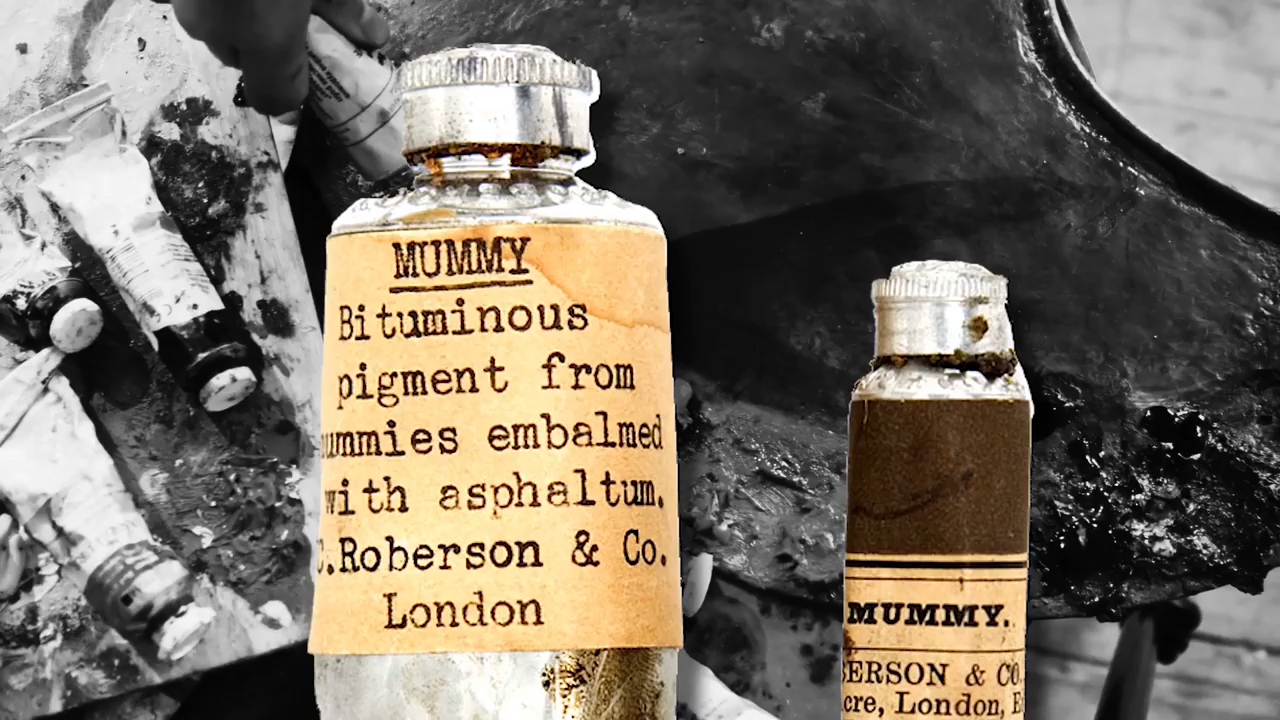 MUMMY
Bituminous
pigment from
ummies embalmed
with asphaltum.
C.Roberson & Co.
London
MUMMY.
BERSON & CO
cre, London, E